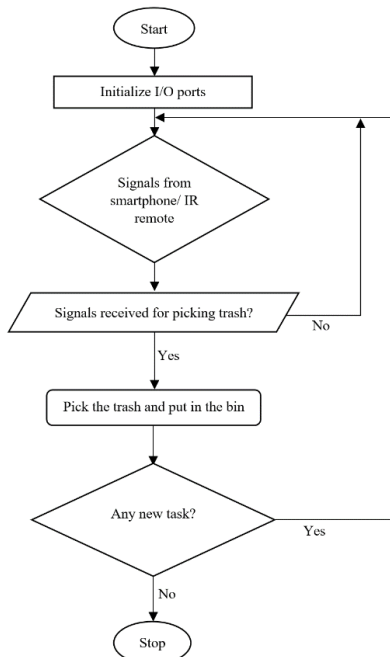 Start
Initialize I/O ports
Signals from
smartphone/ IR
remote
Signals received for picking trash?
No
Yes
Pick the trash and put in the bin
Any new task?
Yes
No
Stop